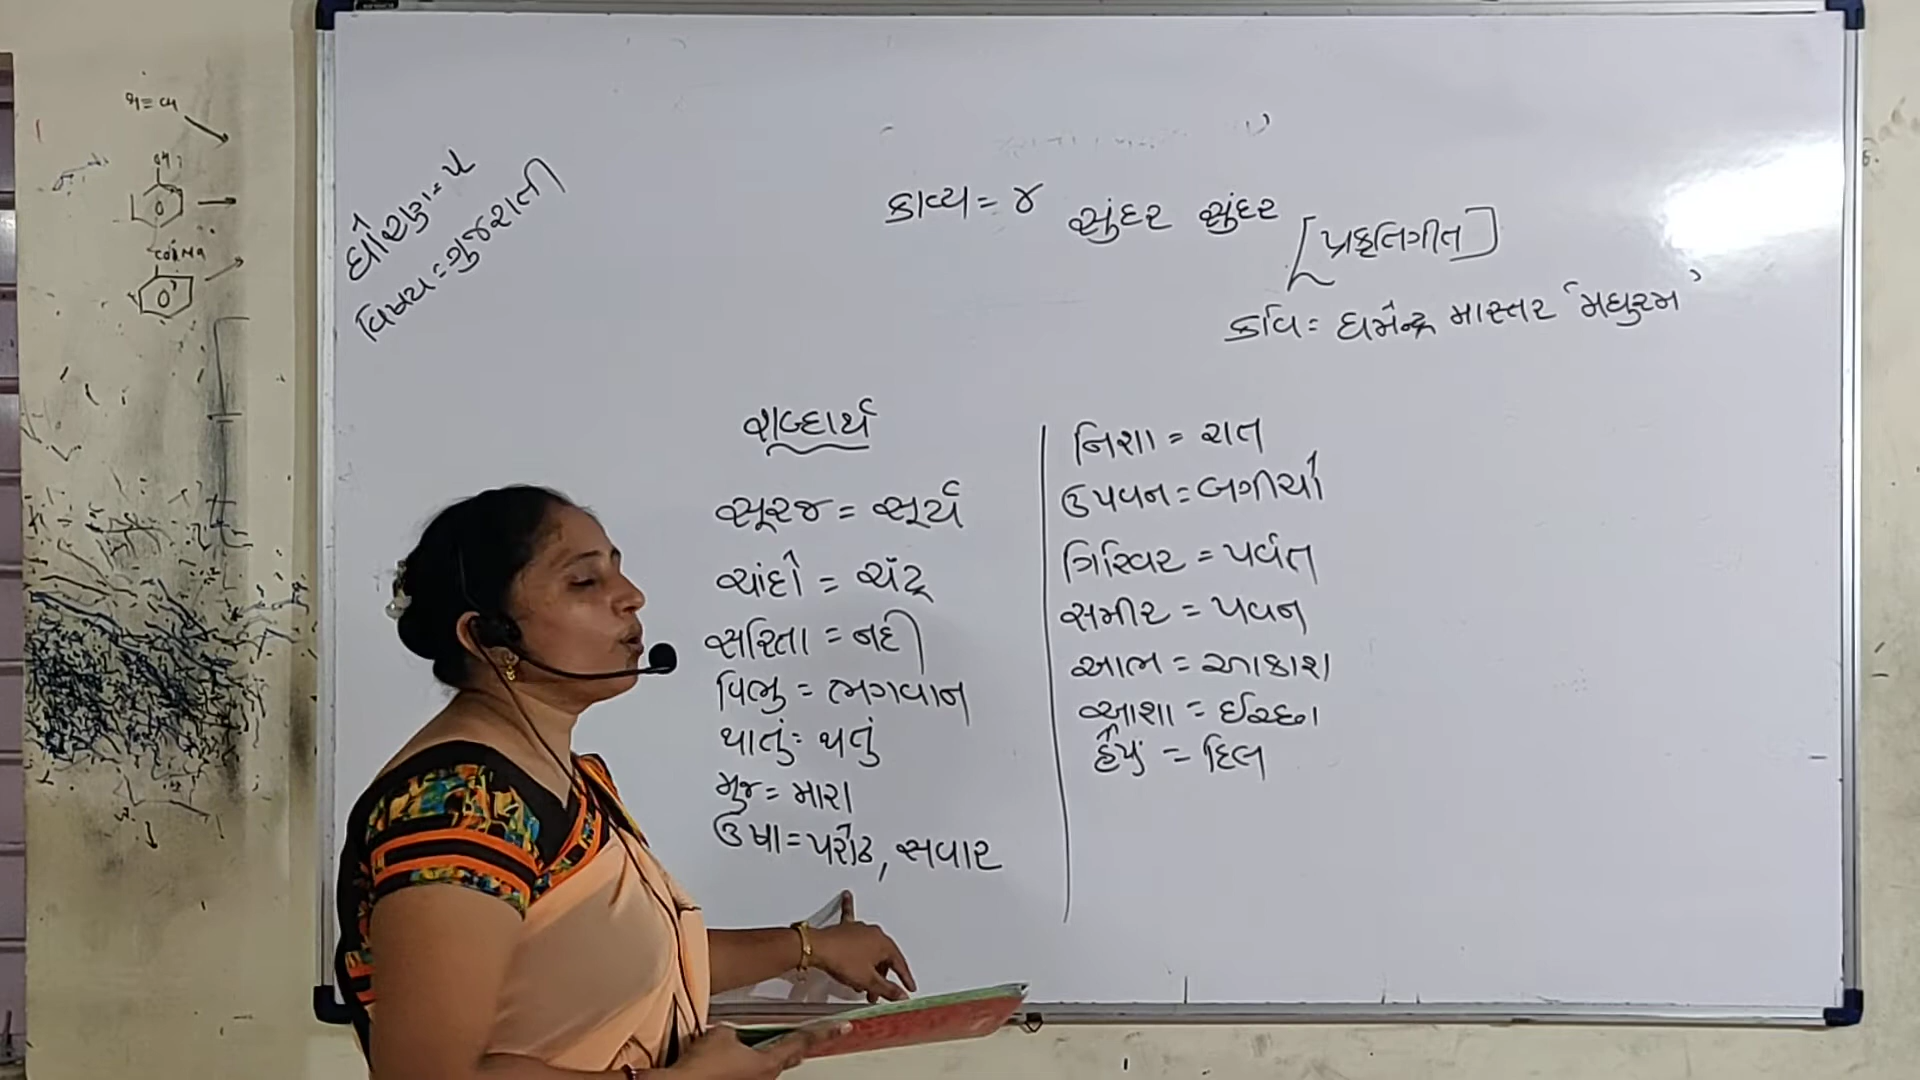 ધોરણ = ૫
વિષય = ગુજરાતી
કાવ્ય = ૪ સુંદર સુંદર
[પ્રકૃતિગીત]
કવિ = ધર્મેન્દ્ર માસ્તર 'મધુરમ'
શબ્દાર્થ
સૂરજ = સૂર્ય
ચાંદો = ચંદ્ર
સરિતા = નદી
વિભુ = ભગવાન
થાતું = થતું
મુજ = મારા
ઉષા = પરોઢ, સવાર
નિશા = રાત
ઉપવન = બગીચો
ગિરિવર = પર્વત
સમીર = પવન
આભ = આકાશ
આશા = ઈચ્છા
હૈયું = દિલ